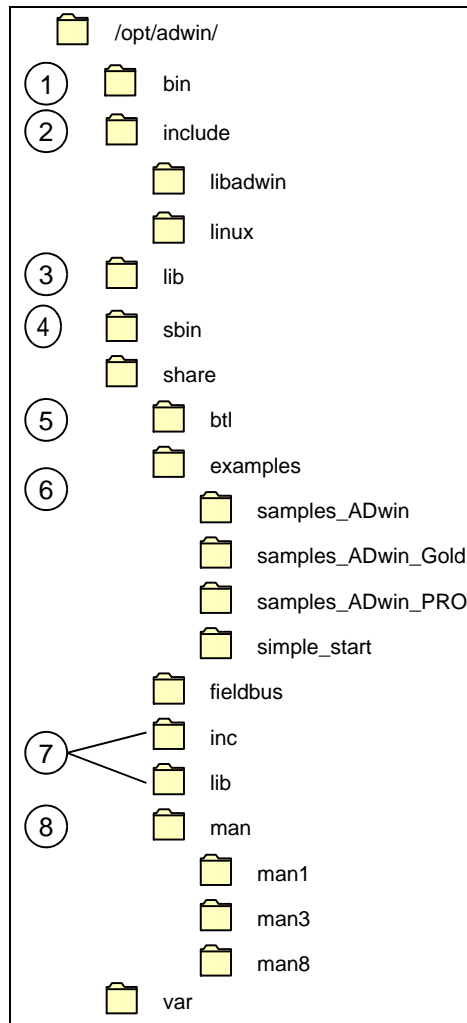 /opt/adwin/
1 bin
2 include
libadwin
linux
3 lib
4 sbin
share
5 btl
examples
6
samples_ADwin
samples_ADwin_Gold
samples_ADwin_PRO
simple_start
fieldbus
inc
7
lib
8 man
man1
man3
man8
var